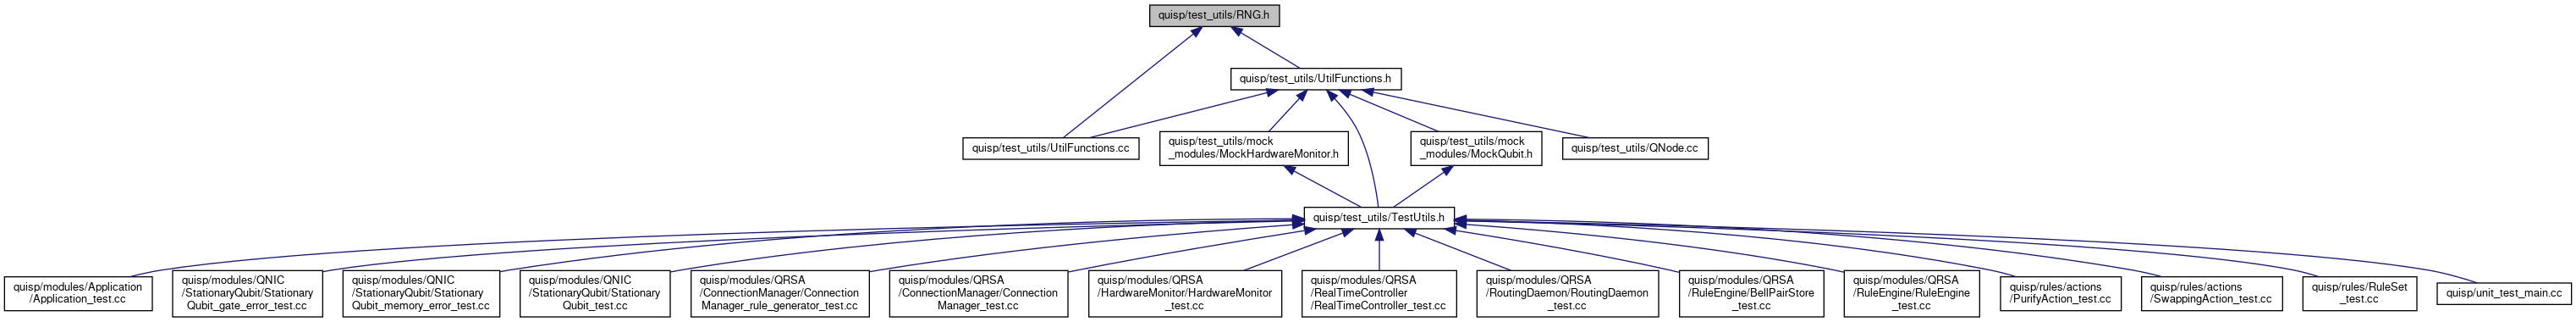 quisp/test_utils/RNG.h
quisp/test_utils/UtilFunctions.h
quisp/test_utils/UtilFunctions.cc
quisp/test_utils/mock
_modules/MockHardwareMonitor.h
quisp/test_utils/mock
_modules/MockQubit.h
quisp/test_utils/QNode.cc
quisp/test_utils/TestUtils.h
quisp/modules/Application
/Application_test.cc
quisp/modules/QNIC
/StationaryQubit/Stationary
Qubit_gate_error_test.cc
quisp/modules/QNIC
/StationaryQubit/Stationary
Qubit_memory_error_test.cc
quisp/modules/QNIC
/StationaryQubit/Stationary
Qubit_test.cc
quisp/modules/QRSA
/ConnectionManager/Connection
Manager_rule_generator_test.cc
quisp/modules/QRSA
/ConnectionManager/Connection
Manager_test.cc
quisp/modules/QRSA
/HardwareMonitor/HardwareMonitor
_test.cc
quisp/modules/QRSA
/RealTimeController
/RealTimeController_test.cc
quisp/modules/QRSA
/RoutingDaemon/RoutingDaemon
_test.cc
quisp/modules/QRSA
/RuleEngine/BellPairStore
_test.cc
quisp/modules/QRSA
/RuleEngine/RuleEngine
_test.cc
quisp/rules/actions
/PurifyAction_test.cc
quisp/rules/actions
/SwappingAction_test.cc
quisp/rules/RuleSet
_test.cc
quisp/unit_test_main.cc